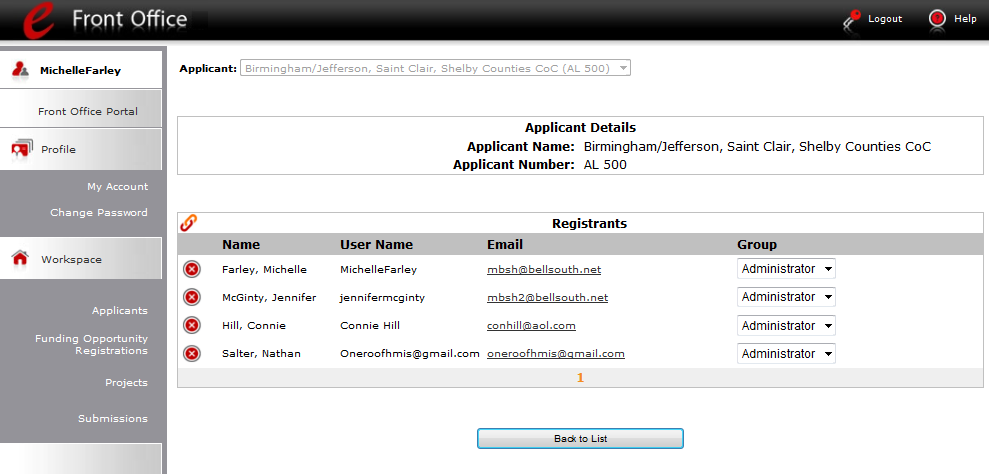 e Front Office
Logout
Help
MichelleFarley
Front Office Portal
Profile
My Account
Change Password
Workspace
Applicants
Funding Opportunity
Registrations
Projects
Submissions
Applicant: Birmingham/Jefferson, Saint Clair, Shelby Counties CoC (AL 500)
Applicant Details
Applicant Name: Birmingham/Jefferson, Saint Clair, Shelby Counties CoC
Applicant Number: AL 500
Registrants
Name User Name Email Group
Farley, Michelle MichelleFarley mbsh@bellsouth.net Administrator
McGinty, Jennifer jennifermcginty mbsh2@bellsouth.net Administrator
Hill, Connie Connie Hill conhill@aol.com Administrator
Salter, Nathan Oneroofhmis@gmail.com oneroofhmis@gmail.com Administrator
1
Back to List